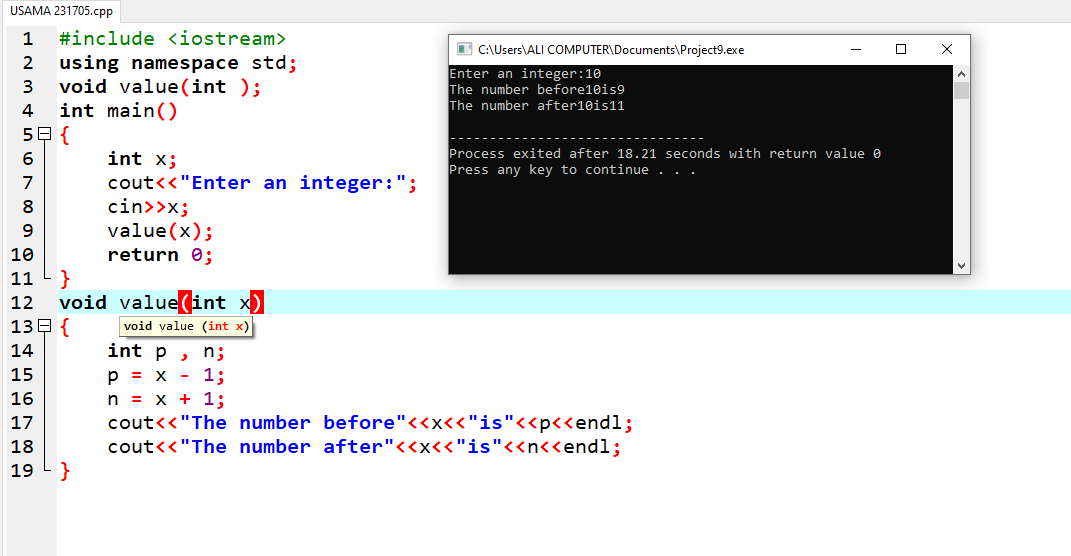 USAMA 231705.cpp
1 #include <iostream>
2 using namespace std;
3 void value(int );
4 int main()
5 {
6     int x;
7     cout<<"Enter an integer:";
8     cin>>x;
9     value(x);
10     return 0;
11 }
12 void value(int x)
void value (int x)
13 {
14     int p , n;
15     p = x - 1;
16     n = x + 1;
17     cout<<"The number before"<<x<<"is"<<p<<endl;
18     cout<<"The number after"<<x<<"is"<<n<<endl;
19 }
C:\Users\ALI COMPUTER\Documents\Project9.exe
Enter an integer:10
The number before10is9
The number after10is11
--------------------------------
Process exited after 18.21 seconds with return value 0
Press any key to continue . . .